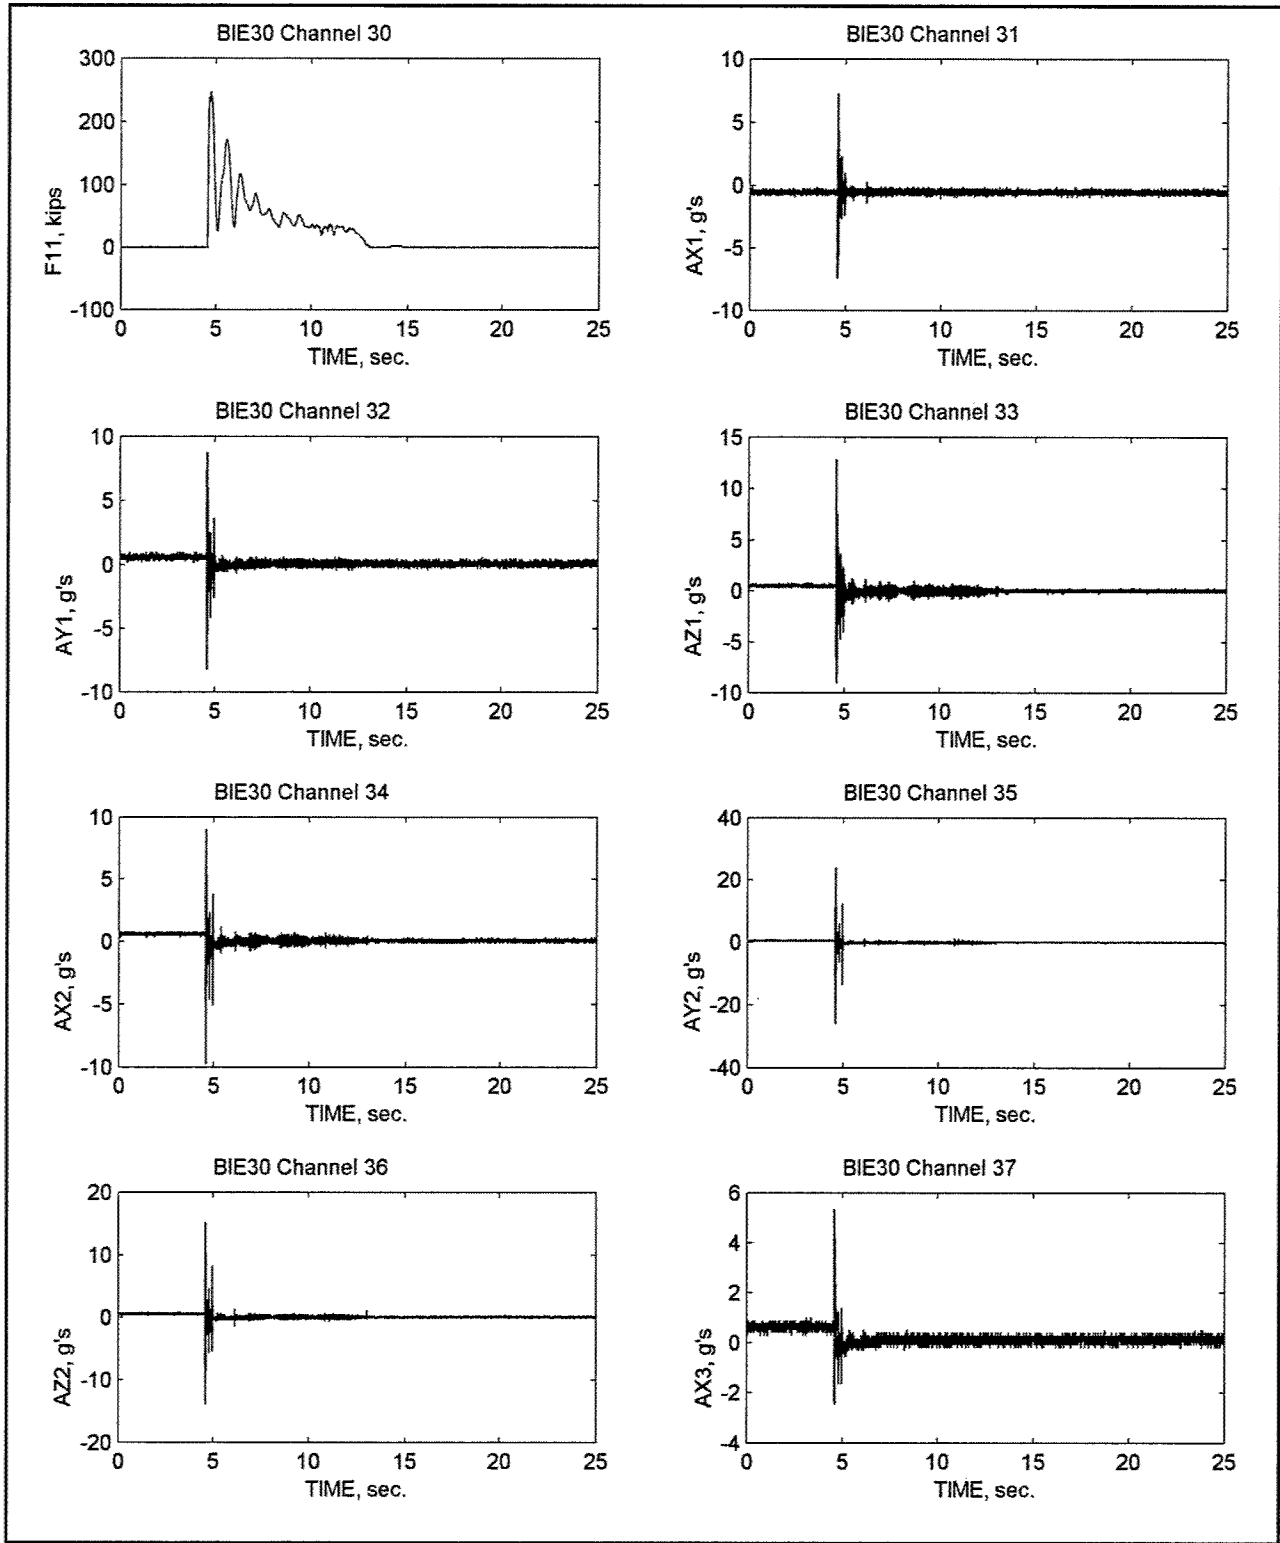 BIE30 Channel 30
300
200
100
0
-100
F11, kips
0 5 10 15 20 25
TIME, sec.
BIE30 Channel 31
10
5
0
-5
-10
AX1, g's
0 5 10 15 20 25
TIME, sec.
BIE30 Channel 32
10
5
0
-5
-10
AY1, g's
0 5 10 15 20 25
TIME, sec.
BIE30 Channel 33
15
10
5
0
-5
-10
AZ1, g's
0 5 10 15 20 25
TIME, sec.
BIE30 Channel 34
10
5
0
-5
-10
AX2, g's
0 5 10 15 20 25
TIME, sec.
BIE30 Channel 35
40
20
0
-20
-40
AY2, g's
0 5 10 15 20 25
TIME, sec.
BIE30 Channel 36
20
10
0
-10
-20
AZ2, g's
0 5 10 15 20 25
TIME, sec.
BIE30 Channel 37
6
4
2
0
-2
-4
AX3, g's
0 5 10 15 20 25
TIME, sec.